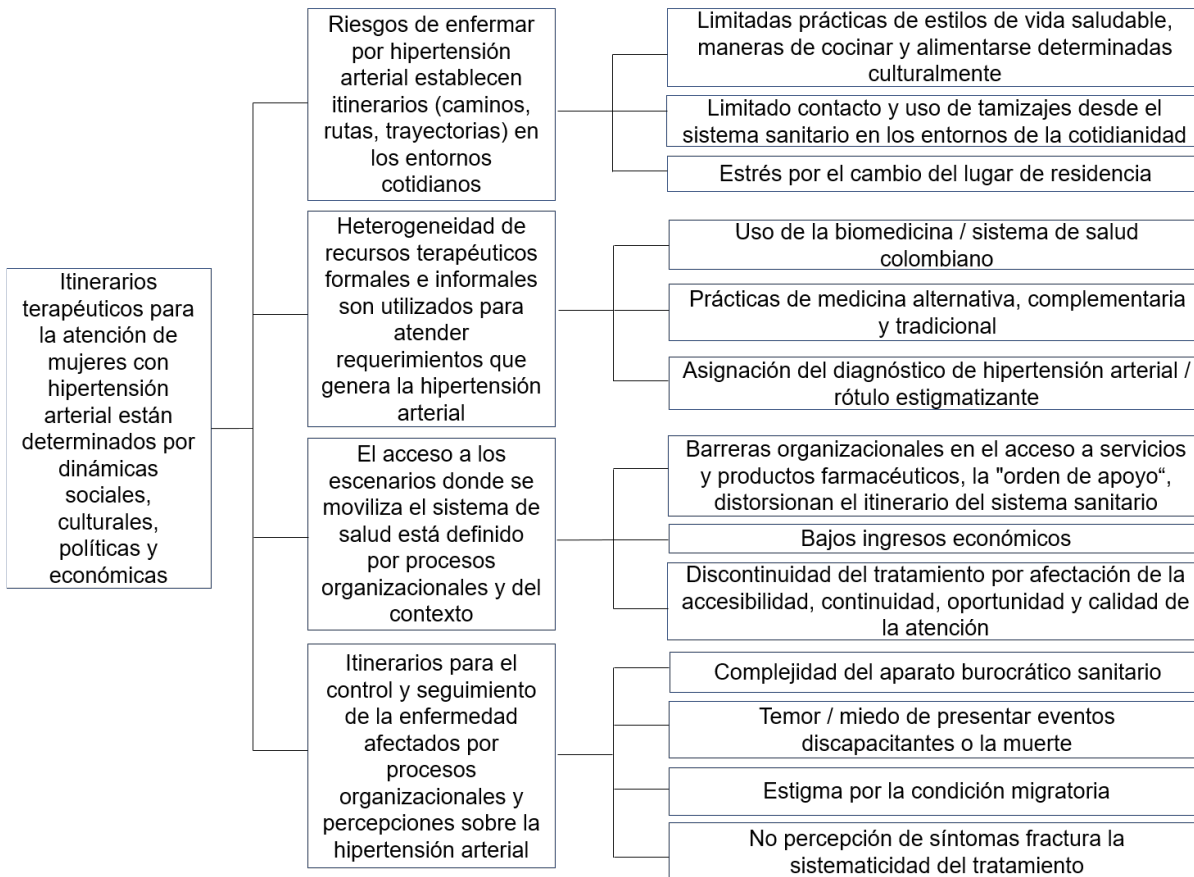 Itinerarios
terapéuticos para
la atención de
mujeres con
hipertensión
arterial están
determinados por
dinámicas
sociales,
culturales,
políticas y
económicas
Riesgos de enfermar
por hipertensión
arterial establecen
itinerarios (caminos,
rutas, trayectorias) en
los entornos
cotidianos
Limitadas prácticas de estilos de vida saludable,
maneras de cocinar y alimentarse determinadas
culturalmente
Limitado contacto y uso de tamizajes desde el
sistema sanitario en los entornos de la cotidianidad
Estrés por el cambio del lugar de residencia
Heterogeneidad de
recursos terapéuticos
formales e informales
son utilizados para
atender
requerimientos que
genera la hipertensión
arterial
Uso de la biomedicina / sistema de salud
colombiano
Prácticas de medicina alternativa, complementaria
y tradicional
Asignación del diagnóstico de hipertensión arterial /
rótulo estigmatizante
El acceso a los
escenarios donde se
moviliza el sistema de
salud está definido
por procesos
organizacionales y del
contexto
Barreras organizacionales en el acceso a servicios
y productos farmacéuticos, la "orden de apoyo“,
distorsionan el itinerario del sistema sanitario
Bajos ingresos económicos
Discontinuidad del tratamiento por afectación de la
accesibilidad, continuidad, oportunidad y calidad de
la atención
Itinerarios para el
control y seguimiento
de la enfermedad
afectados por
procesos
organizacionales y
percepciones sobre la
hipertensión arterial
Complejidad del aparato burocrático sanitario
Temor / miedo de presentar eventos
discapacitantes o la muerte
Estigma por la condición migratoria
No percepción de síntomas fractura la
sistematicidad del tratamiento